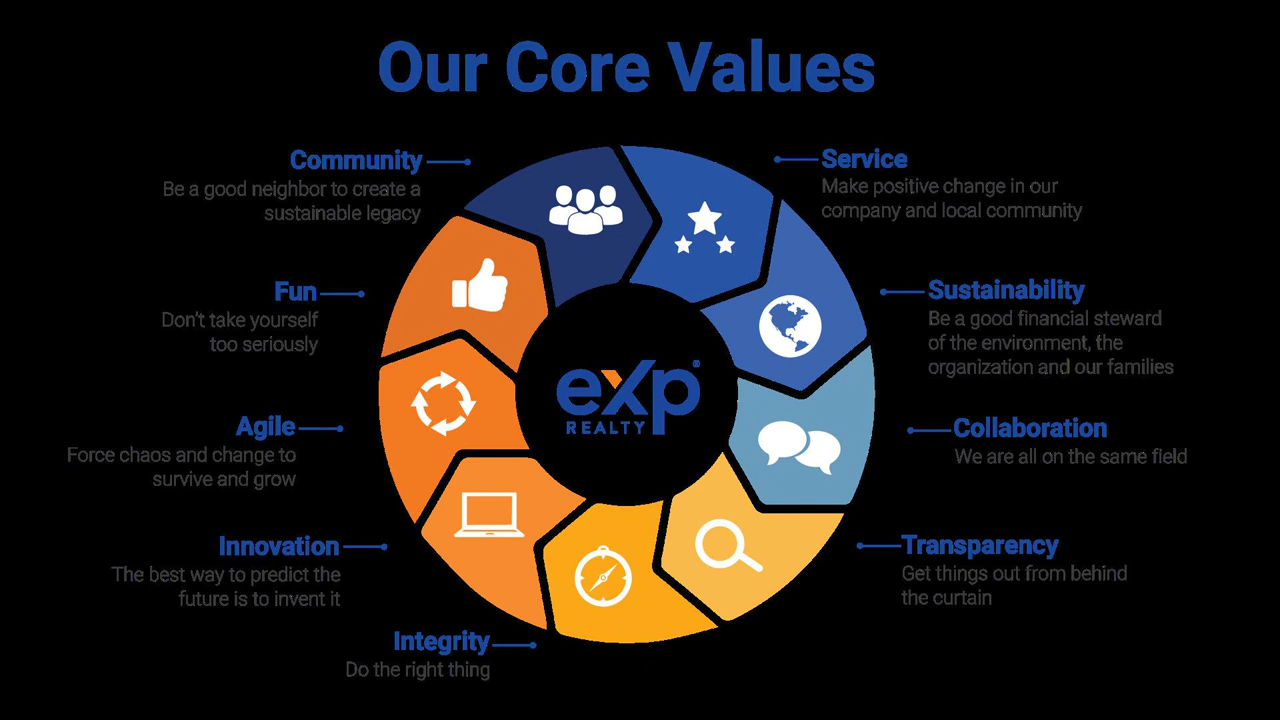 Our Core Values
Community
Be a good neighbor to create a
sustainable legacy
Service
Make positive change in our
company and local community
Fun
Don't take yourself
too seriously
Sustainability
Be a good financial steward
of the environment, the
organization and our families
Agile
Force chaos and change to
survive and grow
Collaboration
We are all on the same field
Innovation
The best way to predict the
future is to invent it
Transparency
Get things out from behind
the curtain
Integrity
Do the right thing
eXp®
REALTY